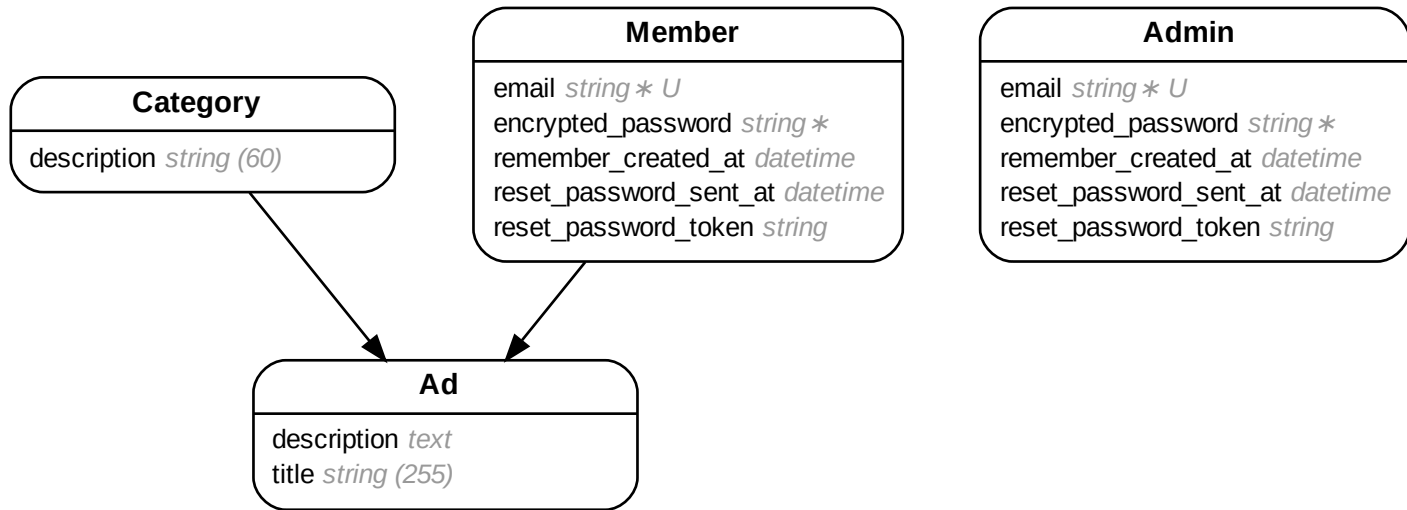 Category
description string (60)
Member
email string∗ U
encrypted_password string∗
remember_created_at datetime
reset_password_sent_at datetime
reset_password_token string
Admin
email string∗ U
encrypted_password string∗
remember_created_at datetime
reset_password_sent_at datetime
reset_password_token string
Ad
description text
title string (255)